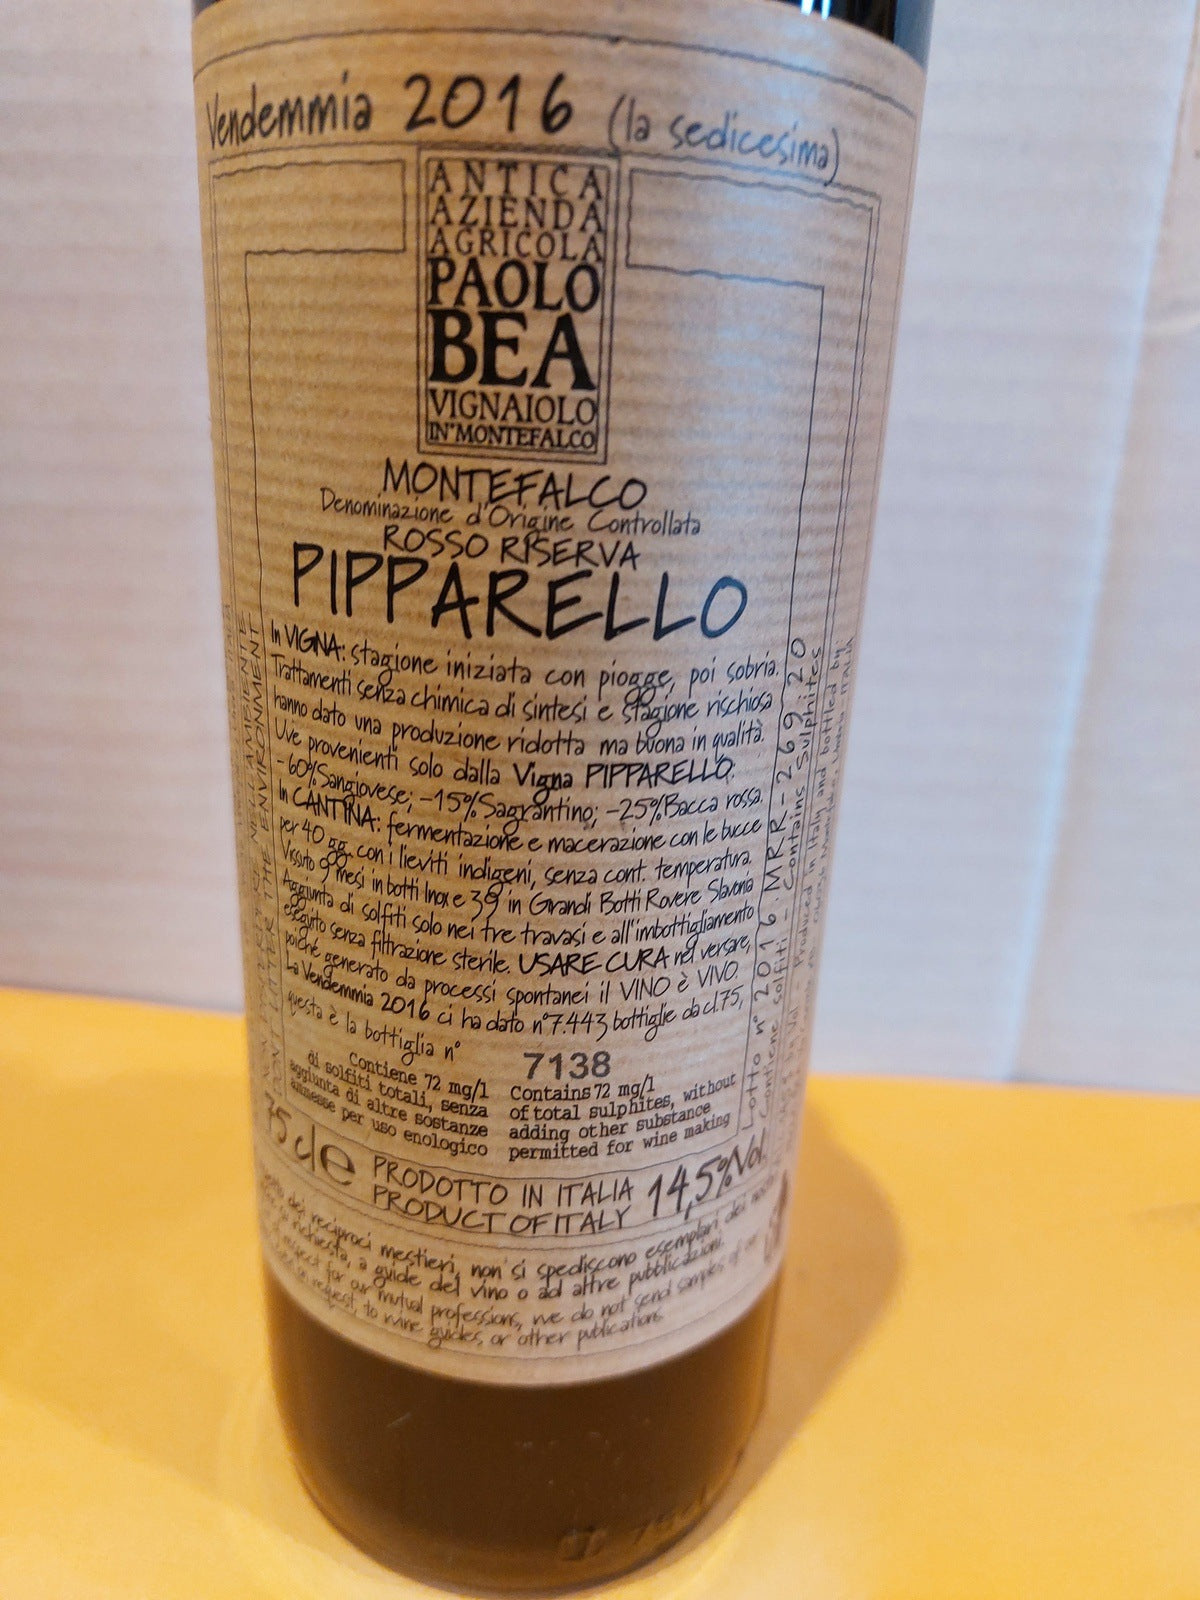 Vendemmia 2016 (la sedicesima)
ANTICA
AZIENDA
AGRICOLA
PAOLO
BEA
VIGNAIOLO
IN MONTEFALCO
MONTEFALCO
Denominazione d'Origine Controllata
ROSSO RISERVA
PIPPARELLO
In VIGNA: stagione iniziata con piogge, poi sobria.
Trattamenti senza chimica di sintesi e stagione rischiosa
hanno dato una produzione ridotta ma buona in qualità.
Uve provenienti solo dalla Vigna PIPPARELLO:
-60%Sangiovese; -15%Sagrantino; -25%Bacca rossa.
In CANTINA: fermentazione e macerazione con le bucce
per 40 gg. con i lieviti indigeni, senza cont. temperatura.
Vissuto 9 mesi in botti Inox e 39 in Grandi Botti Rovere Slavonia
Aggiunta di solfiti solo nei tre travasi e all'imbottigliamento
eseguito senza filtrazione sterile. USARE CURA nel versare,
poiché generato da processi spontanei il VINO è VIVO.
La Vendemmia 2016 ci ha dato n°7.443 bottiglie da cl.75,
questa è la bottiglia n° 7138
Contiene 72 mg/l
di solfiti totali, senza
aggiunta di altre sostanze
ammesse per uso enologico
Contains 72 mg/l
of total sulphites, without
adding other substance
permitted for wine making
75 cl e
PRODOTTO IN ITALIA
PRODUCT OF ITALY
14,5%Vol.
dei reciproci mestieri, non si spediscono esemplari dei
richiesta, a guide del vino o ad altre pubblicazioni.
respect for our mutual professions, we do not send samples of
on request, to wine guides, or other publications.
Lotto n° 2016.MRR-269.20
Contiene solfiti - Contains Sulphites
Produced in Italy and bottled by:
NELL'AMBIENTE
DON'T LITTER THE ENVIRONMENT